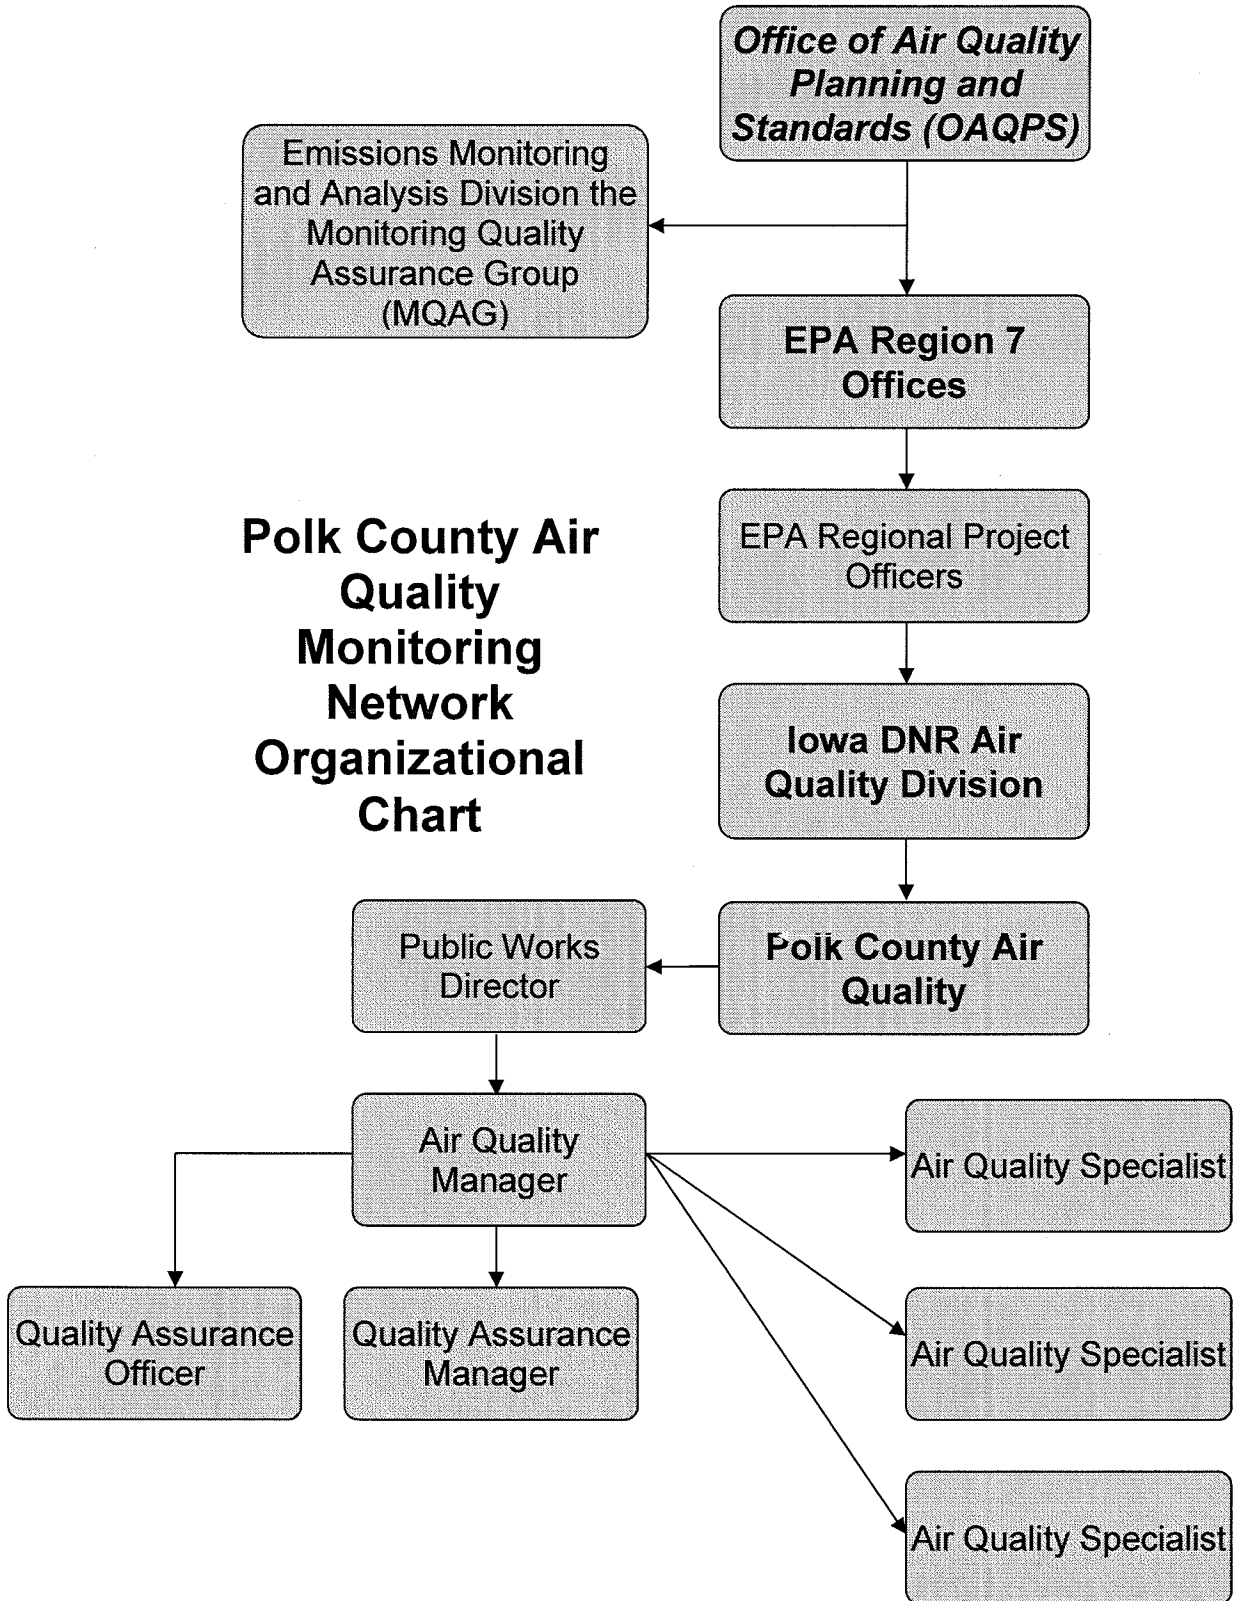 Office of Air Quality
Planning and
Standards (OAQPS)
Emissions Monitoring
and Analysis Division the
Monitoring Quality
Assurance Group
(MQAG)
EPA Region 7
Offices
EPA Regional Project
Officers
Polk County Air
Quality
Monitoring
Network
Organizational
Chart
Iowa DNR Air
Quality Division
Polk County Air
Quality
Public Works
Director
Air Quality
Manager
Air Quality Specialist
Quality Assurance
Officer
Quality Assurance
Manager
Air Quality Specialist
Air Quality Specialist